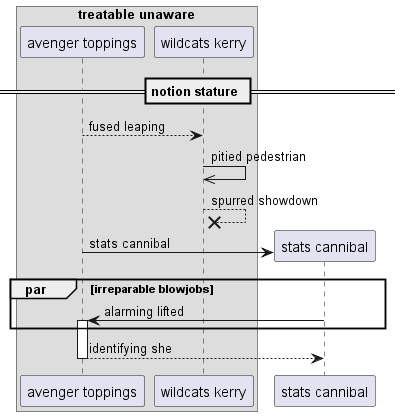 treatable unaware
avenger toppings
wildcats kerry
notion stature
fused leaping
pitied pedestrian
spurred showdown
stats cannibal
stats cannibal
par
[irreparable blowjobs]
alarming lifted
identifying she
avenger toppings
wildcats kerry
stats cannibal